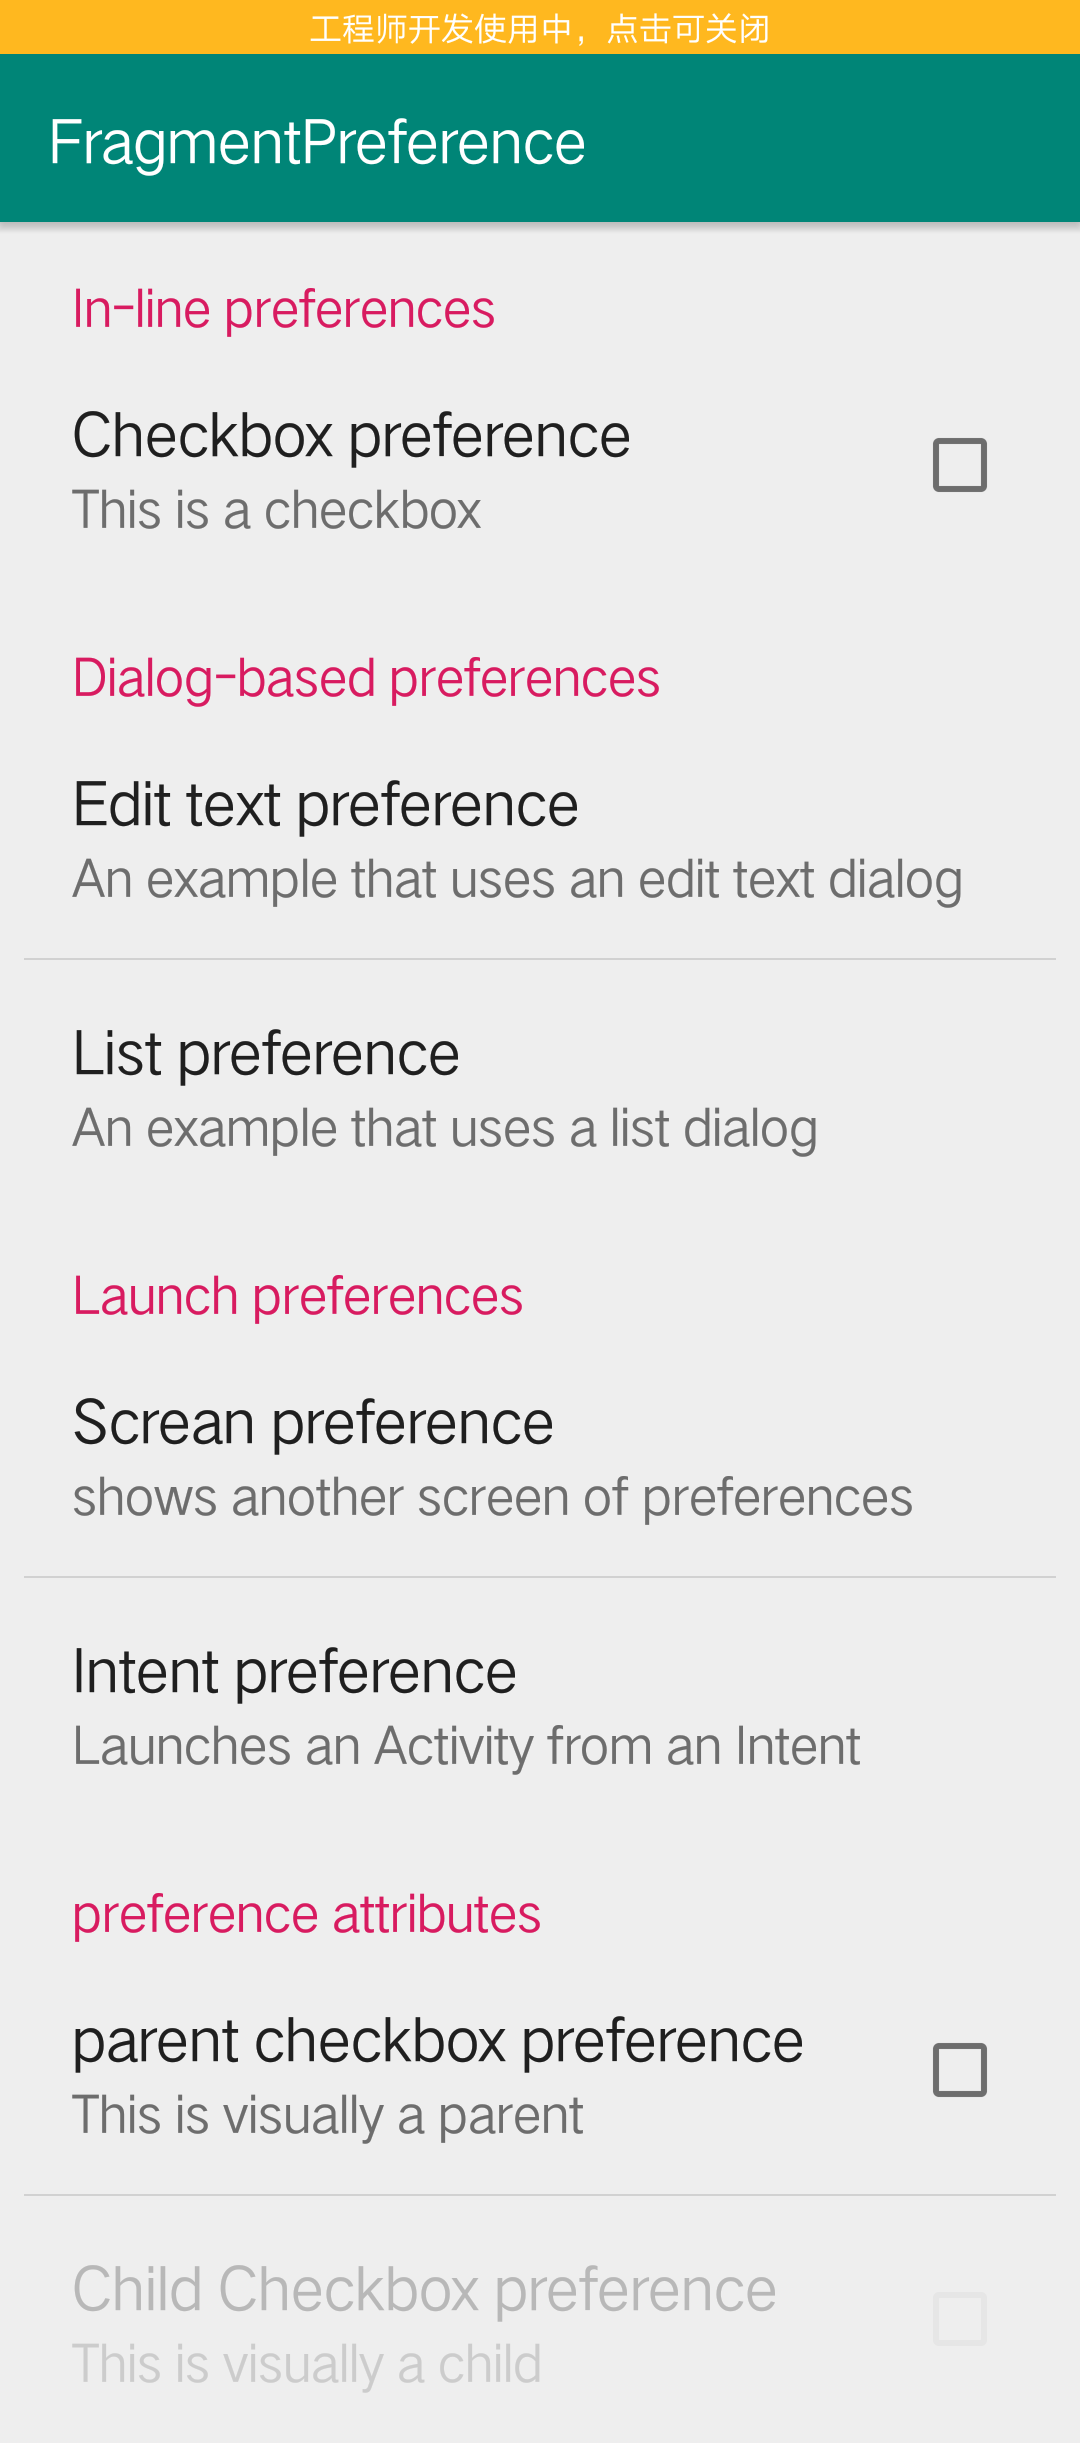 工程师开发使用中，点击可关闭
FragmentPreference
In-line preferences
Checkbox preference
This is a checkbox
Dialog-based preferences
Edit text preference
An example that uses an edit text dialog
List preference
An example that uses a list dialog
Launch preferences
Screan preference
shows another screen of preferences
Intent preference
Launches an Activity from an Intent
preference attributes
parent checkbox preference
This is visually a parent
Child Checkbox preference
This is visually a child